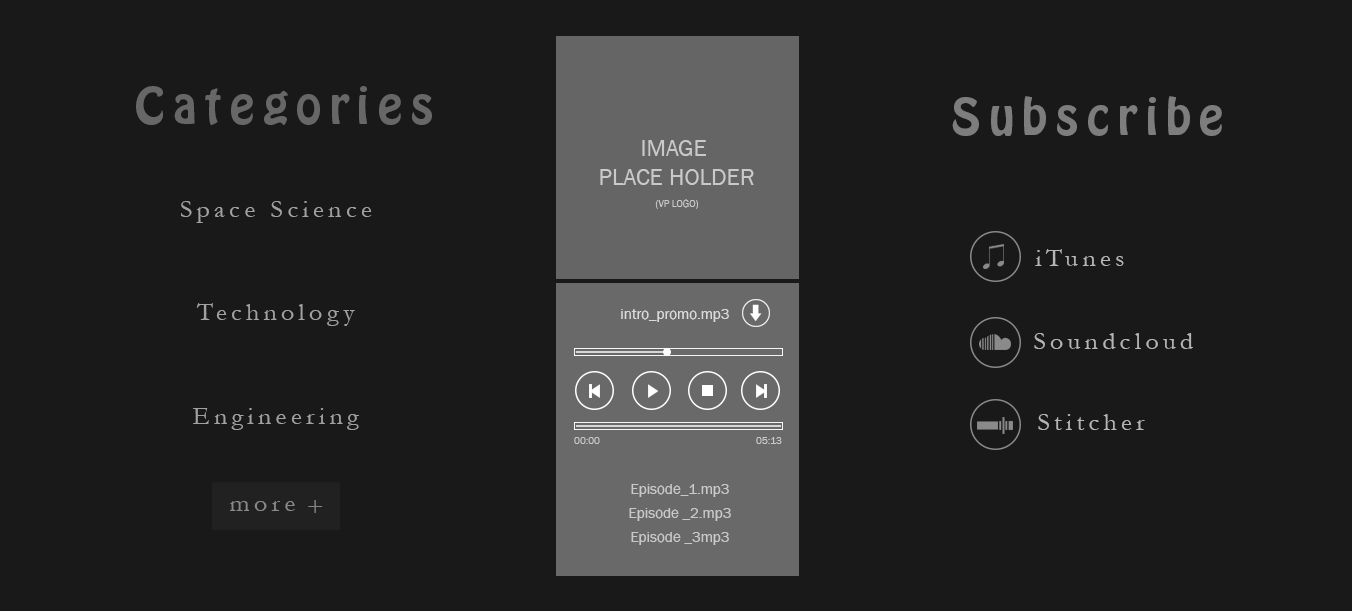 Categories
Space Science
Technology
Engineering
more +
IMAGE
PLACE HOLDER
(VP LOGO)
intro_promo.mp3
00:00 05:13
Episode_1.mp3
Episode _2.mp3
Episode _3mp3
Subscribe
iTunes
Soundcloud
Stitcher